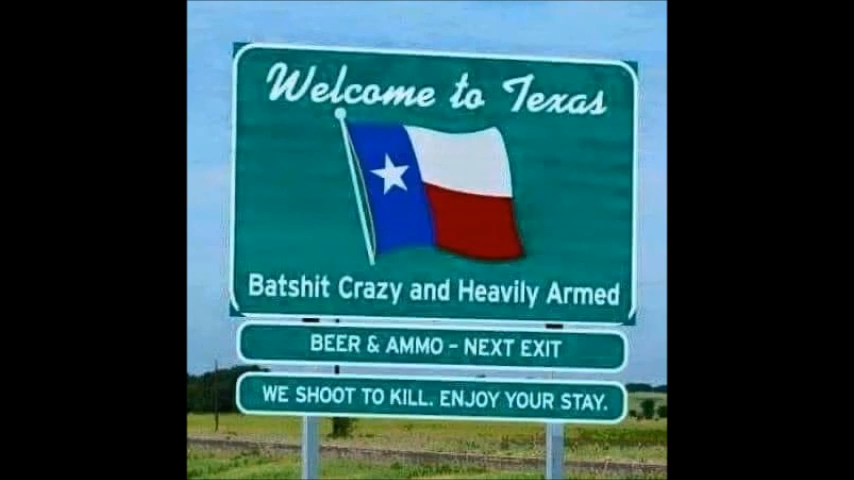 Welcome to Texas
Batshit Crazy and Heavily Armed
BEER & AMMO – NEXT EXIT
WE SHOOT TO KILL. ENJOY YOUR STAY.